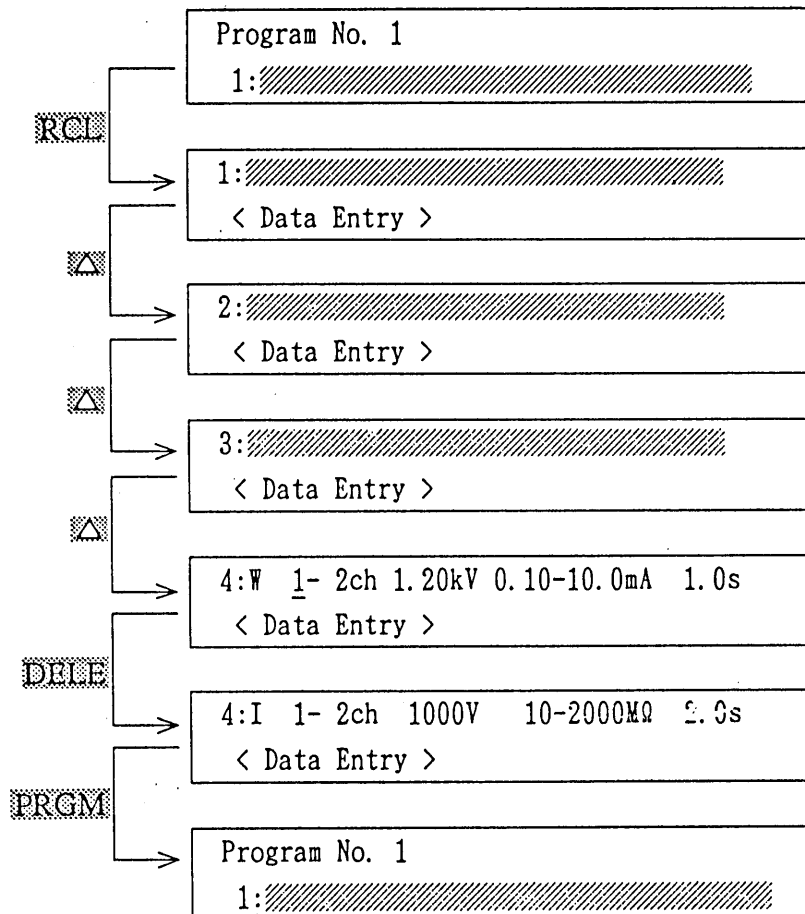 Program No. 1
1:
RCL
1:
< Data Entry >
△
2:
< Data Entry >
△
3:
< Data Entry >
△
4:W 1- 2ch 1.20kV 0.10-10.0mA 1.0s
< Data Entry >
DELE
4:I 1- 2ch 1000V 10-2000MΩ 2.0s
< Data Entry >
PRGM
Program No. 1
1: